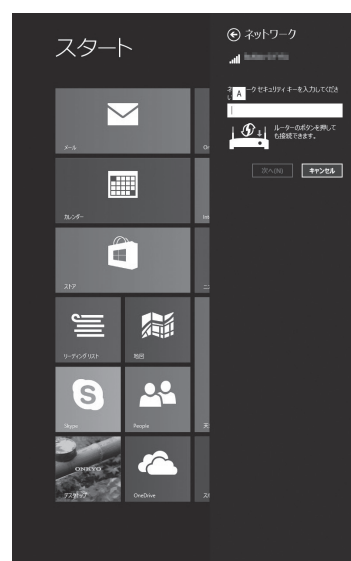 スタート
メール
カレンダー
ストア
リーディング リスト
地図
Skype
People
ONKYO
デスクトップ
OneDrive
ネットワーク
ークセキュリティ キーを入力してくださ
A
ルーターのボタンを押して
も接続できます。
次へ(N)
キャンセル